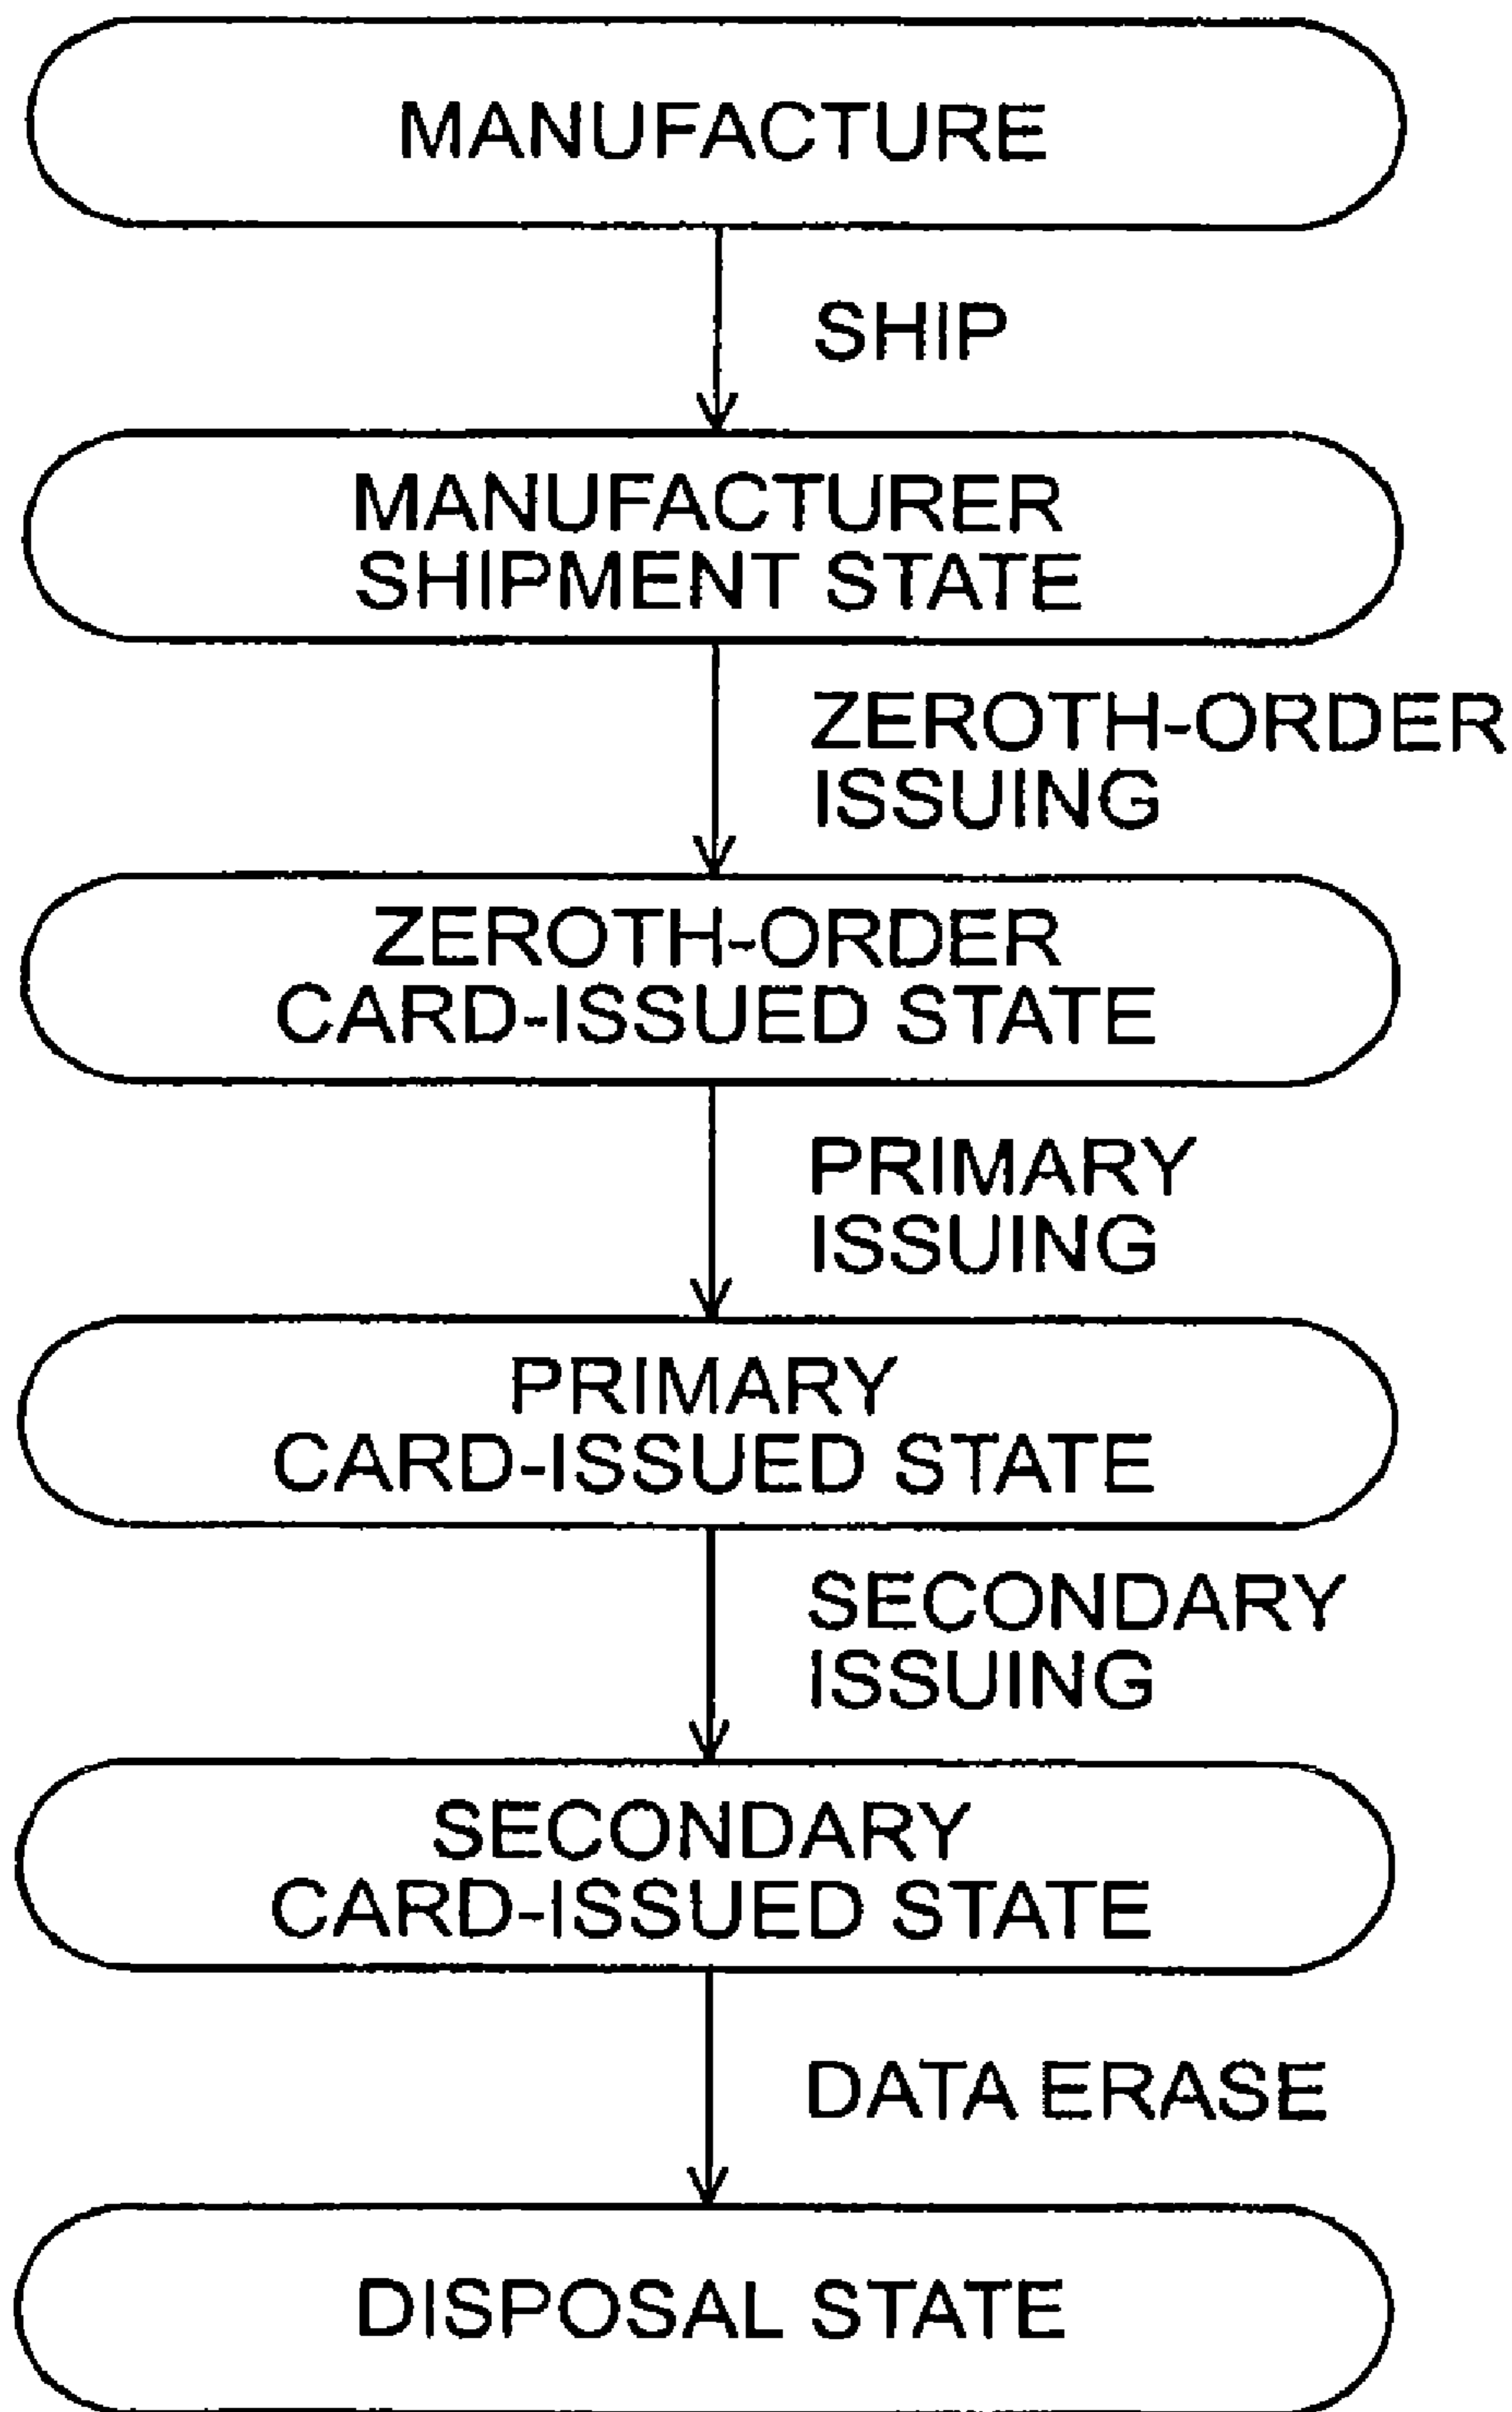 MANUFACTURE
SHIP
MANUFACTURER
SHIPMENT STATE
ZEROTH-ORDER
ISSUING
ZEROTH-ORDER
CARD-ISSUED STATE
PRIMARY
ISSUING
PRIMARY
CARD-ISSUED STATE
SECONDARY
ISSUING
SECONDARY
CARD-ISSUED STATE
DATA ERASE
DISPOSAL STATE